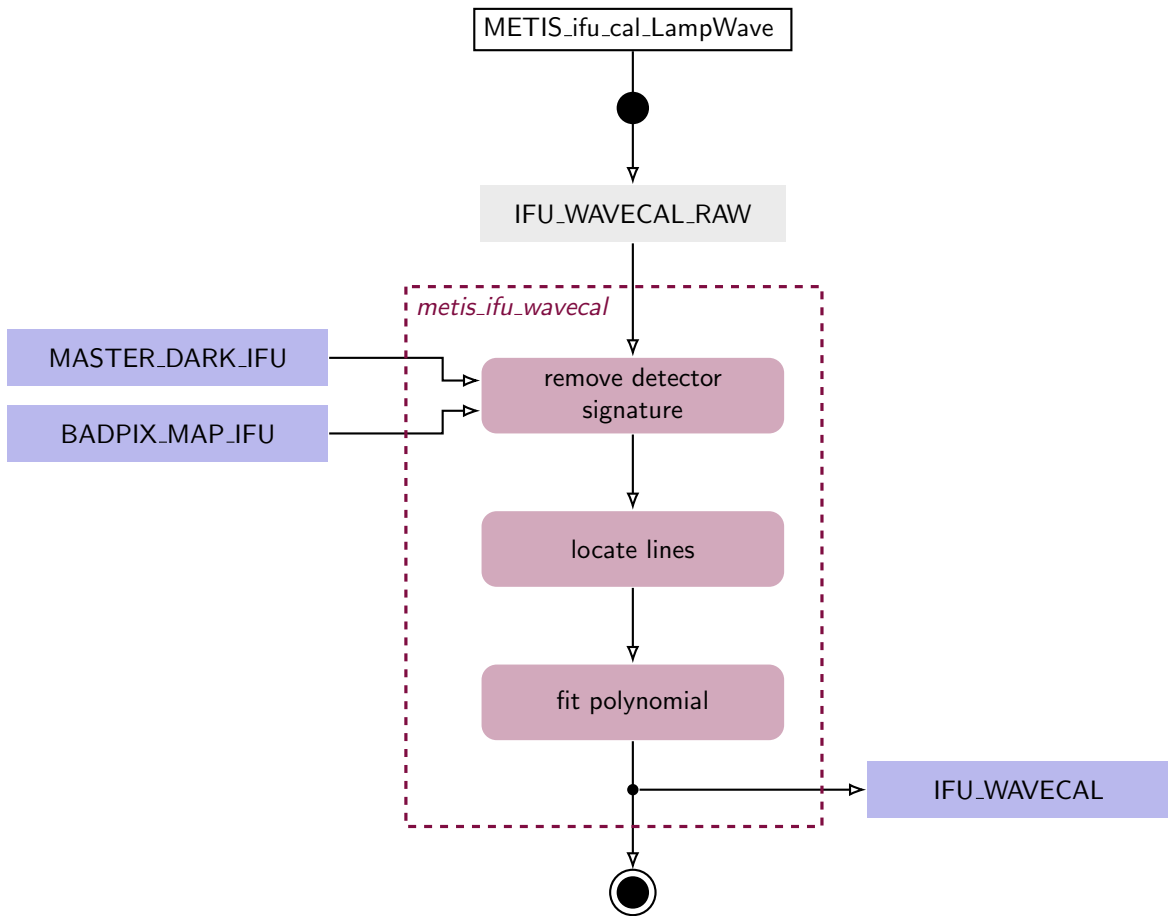 METIS_ifu_cal_LampWave
IFU_WAVECAL_RAW
metis_ifu_wavecal
MASTER_DARK_IFU
BADPIX_MAP_IFU
remove detector
signature
locate lines
fit polynomial
IFU_WAVECAL